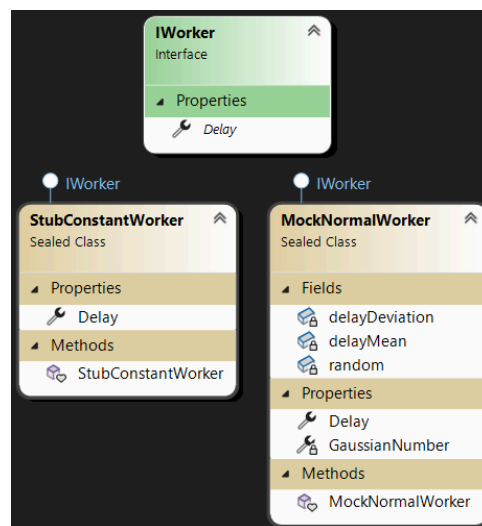 IWorker
Interface
Properties
Delay
IWorker
StubConstantWorker
Sealed Class
Properties
Delay
Methods
StubConstantWorker
IWorker
MockNormalWorker
Sealed Class
Fields
delayDeviation
delayMean
random
Properties
Delay
GaussianNumber
Methods
MockNormalWorker